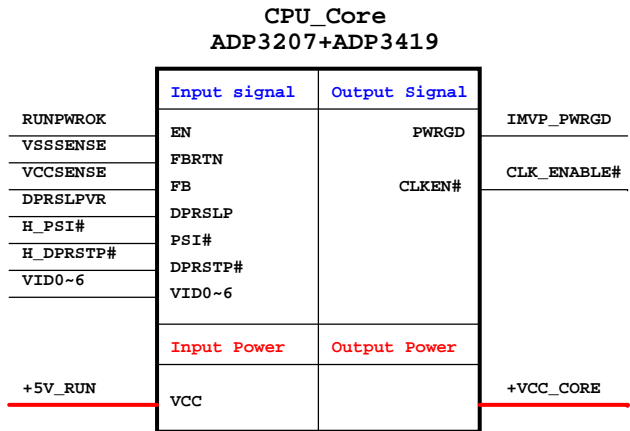 CPU_Core
ADP3207+ADP3419
Input signal
Output Signal
RUNPWROK
EN
PWRGD
IMVP_PWRGD
VSSSENSE
FBRTN
VCCSENSE
FB
CLKEN#
CLK_ENABLE#
DPRSLPVR
DPRSLP
H_PSI#
PSI#
H_DPRSTP#
DPRSTP#
VID0~6
VID0~6
Input Power
Output Power
+5V_RUN
VCC
+VCC_CORE